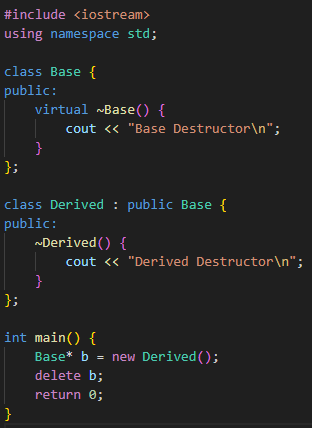 #include <iostream>
using namespace std;

class Base {
public:
    virtual ~Base() {
        cout << "Base Destructor\n";
    }
};

class Derived : public Base {
public:
    ~Derived() {
        cout << "Derived Destructor\n";
    }
};

int main() {
    Base* b = new Derived();
    delete b;
    return 0;
}